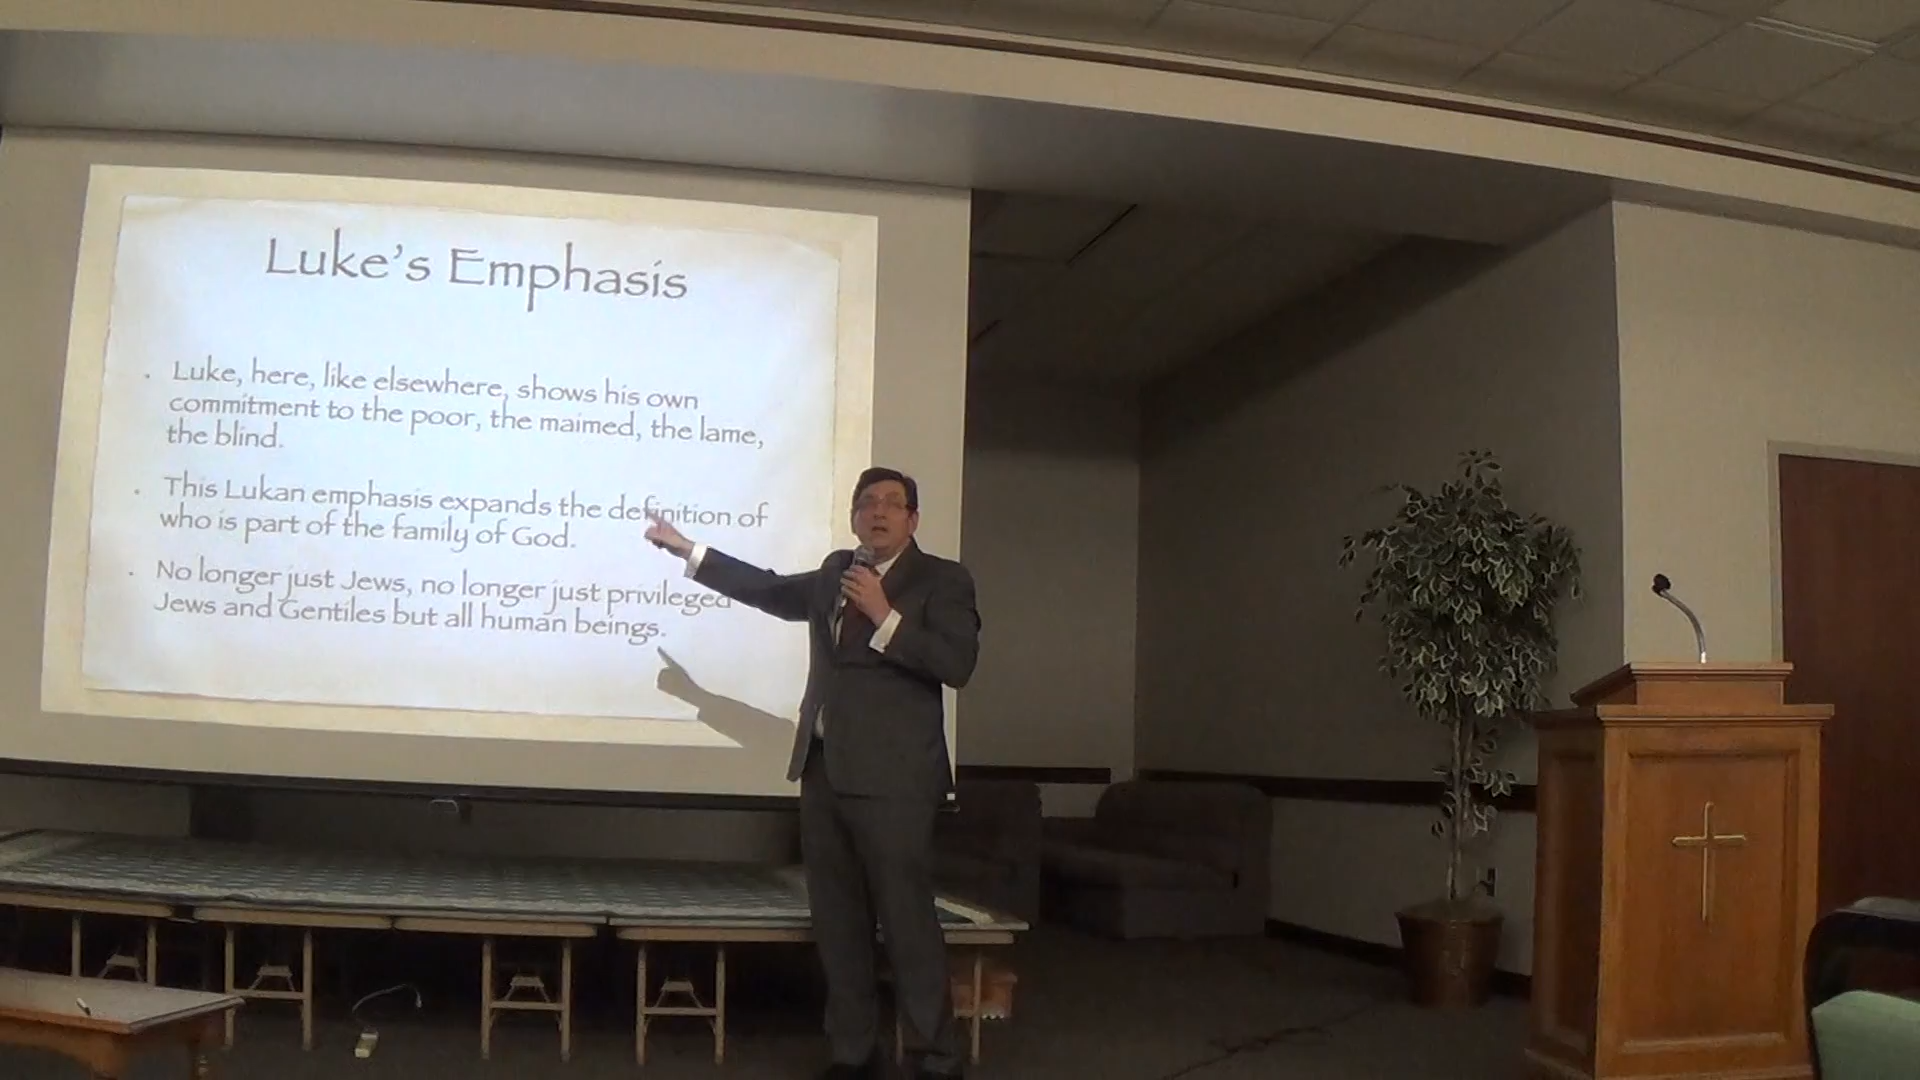 Luke's Emphasis
. Luke, here, like elsewhere, shows his own
commitment to the poor, the maimed, the lame,
the blind.
. This Lukan emphasis expands the definition of
who is part of the family of God.
. No longer just Jews, no longer just privileged
Jews and Gentiles but all human beings.